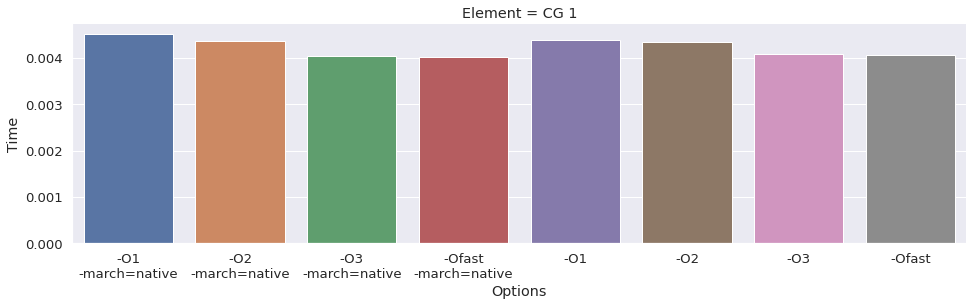 Element = CG 1
Time
0.004
0.003
0.002
0.001
0.000
-O1
-march=native
-O2
-march=native
-O3
-march=native
-Ofast
-march=native
-O1
-O2
-O3
-Ofast
Options